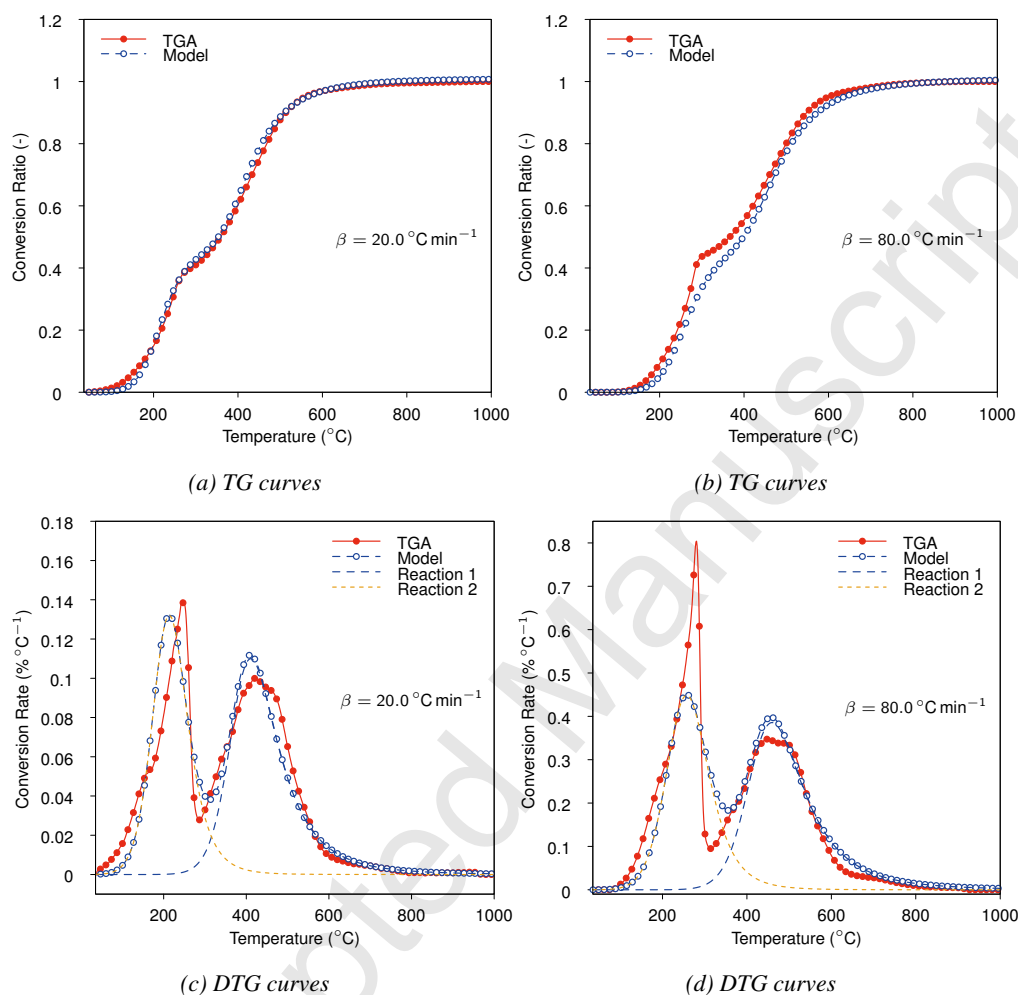 1.2
1
0.8
0.6
0.4
0.2
0
Conversion Ratio (-)
TGA
Model
β = 20.0 °C min⁻¹
200 400 600 800 1000
Temperature (°C)
(a) TG curves
1.2
1
0.8
0.6
0.4
0.2
0
Conversion Ratio (-)
TGA
Model
β = 80.0 °C min⁻¹
200 400 600 800 1000
Temperature (°C)
(b) TG curves
0.18
0.16
0.14
0.12
0.1
0.08
0.06
0.04
0.02
0
Conversion Rate (% °C⁻¹)
TGA
Model
Reaction 1
Reaction 2
β = 20.0 °C min⁻¹
200 400 600 800 1000
Temperature (°C)
(c) DTG curves
0.8
0.7
0.6
0.5
0.4
0.3
0.2
0.1
0
Conversion Rate (% °C⁻¹)
TGA
Model
Reaction 1
Reaction 2
β = 80.0 °C min⁻¹
200 400 600 800 1000
Temperature (°C)
(d) DTG curves
pted Manuscript